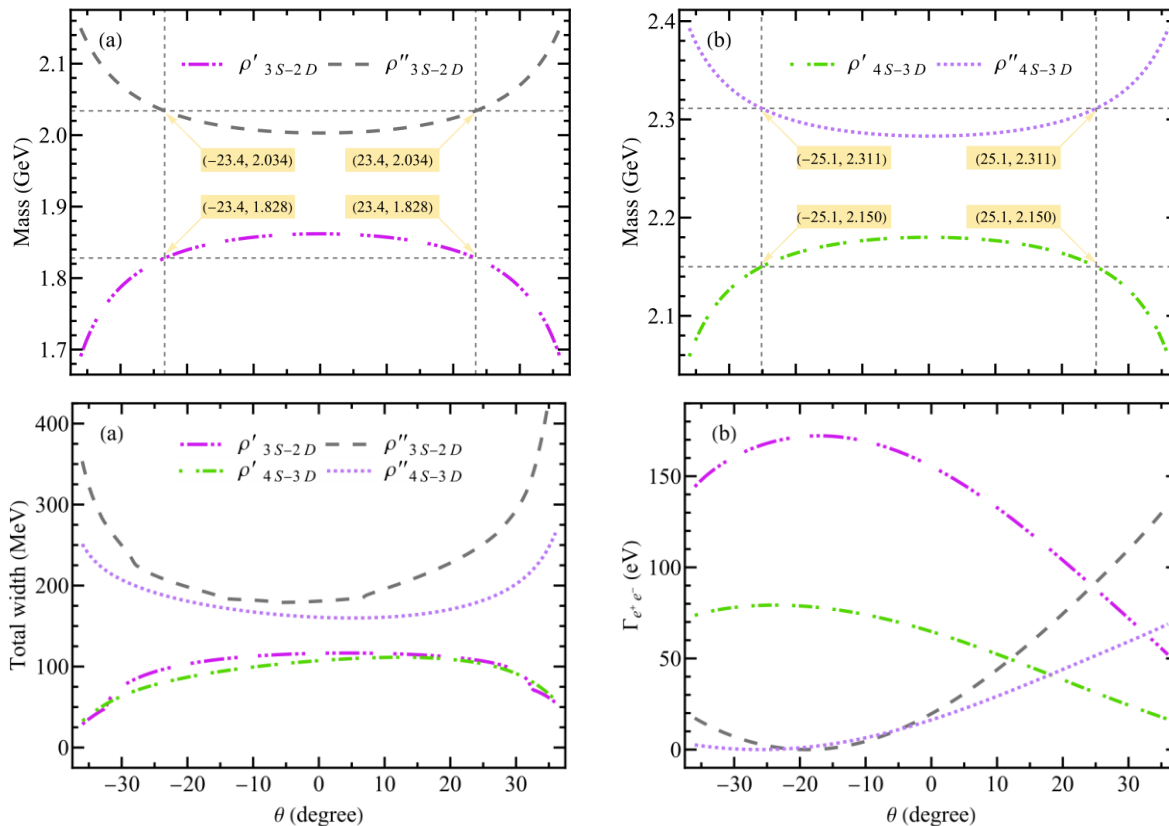 (a)
ρ′ 3S−2D ρ″ 3S−2D
Mass (GeV)
2.1
2.0
1.9
1.8
1.7
(−23.4, 2.034) (23.4, 2.034)
(−23.4, 1.828) (23.4, 1.828)
(b)
ρ′ 4S−3D ρ″ 4S−3D
Mass (GeV)
2.4
2.3
2.2
2.1
(−25.1, 2.311) (25.1, 2.311)
(−25.1, 2.150) (25.1, 2.150)
(a)
ρ′ 3S−2D ρ″ 3S−2D
ρ′ 4S−3D ρ″ 4S−3D
Total width (MeV)
400
300
200
100
0
−30 −20 −10 0 10 20 30
θ (degree)
(b)
Γe⁺e⁻ (eV)
150
100
50
0
−30 −20 −10 0 10 20 30
θ (degree)